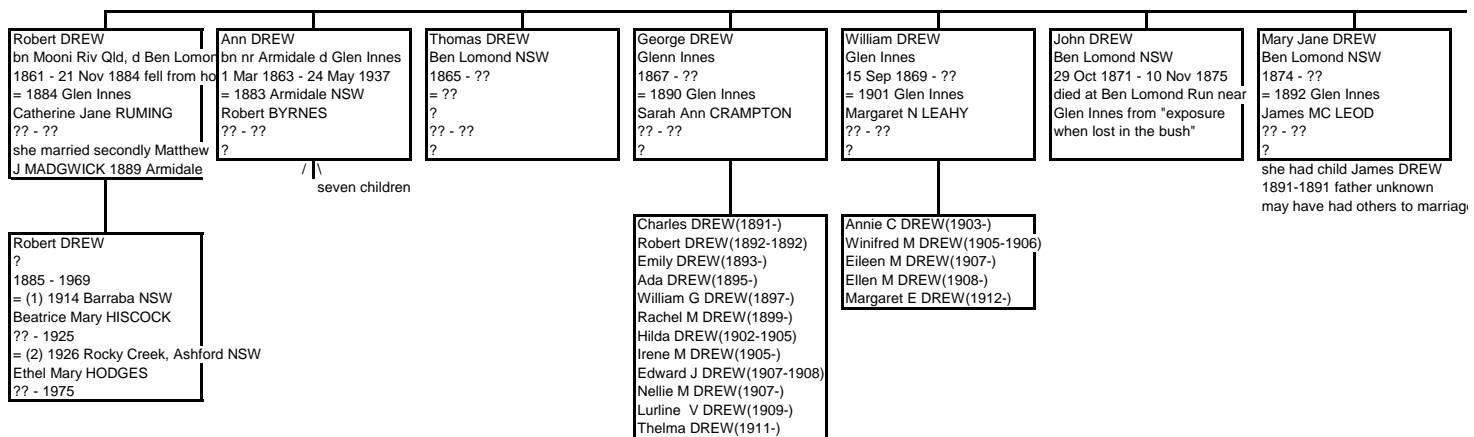 Robert DREW
bn Mooni Riv Qld, d Ben Lomon
1861 - 21 Nov 1884 fell from ho
= 1884 Glen Innes
Catherine Jane RUMING
?? - ??
she married secondly Matthew
J MADGWICK 1889 Armidale
Ann DREW
bn nr Armidale d Glen Innes
1 Mar 1863 - 24 May 1937
= 1883 Armidale NSW
Robert BYRNES
?? - ??
?
/ \
seven children
Thomas DREW
Ben Lomond NSW
1865 - ??
= ??
?
?? - ??
?
George DREW
Glenn Innes
1867 - ??
= 1890 Glen Innes
Sarah Ann CRAMPTON
?? - ??
?
William DREW
Glen Innes
15 Sep 1869 - ??
= 1901 Glen Innes
Margaret N LEAHY
?? - ??
?
John DREW
Ben Lomond NSW
29 Oct 1871 - 10 Nov 1875
died at Ben Lomond Run near
Glen Innes from "exposure
when lost in the bush"
Mary Jane DREW
Ben Lomond NSW
1874 - ??
= 1892 Glen Innes
James MC LEOD
?? - ??
?
she had child James DREW
1891-1891 father unknown
may have had others to marriage
Robert DREW
?
1885 - 1969
= (1) 1914 Barraba NSW
Beatrice Mary HISCOCK
?? - 1925
= (2) 1926 Rocky Creek, Ashford NSW
Ethel Mary HODGES
?? - 1975
Charles DREW(1891-)
Robert DREW(1892-1892)
Emily DREW(1893-)
Ada DREW(1895-)
William G DREW(1897-)
Rachel M DREW(1899-)
Hilda DREW(1902-1905)
Irene M DREW(1905-)
Edward J DREW(1907-1908)
Nellie M DREW(1907-)
Lurline  V DREW(1909-)
Thelma DREW(1911-)
Annie C DREW(1903-)
Winifred M DREW(1905-1906)
Eileen M DREW(1907-)
Ellen M DREW(1908-)
Margaret E DREW(1912-)